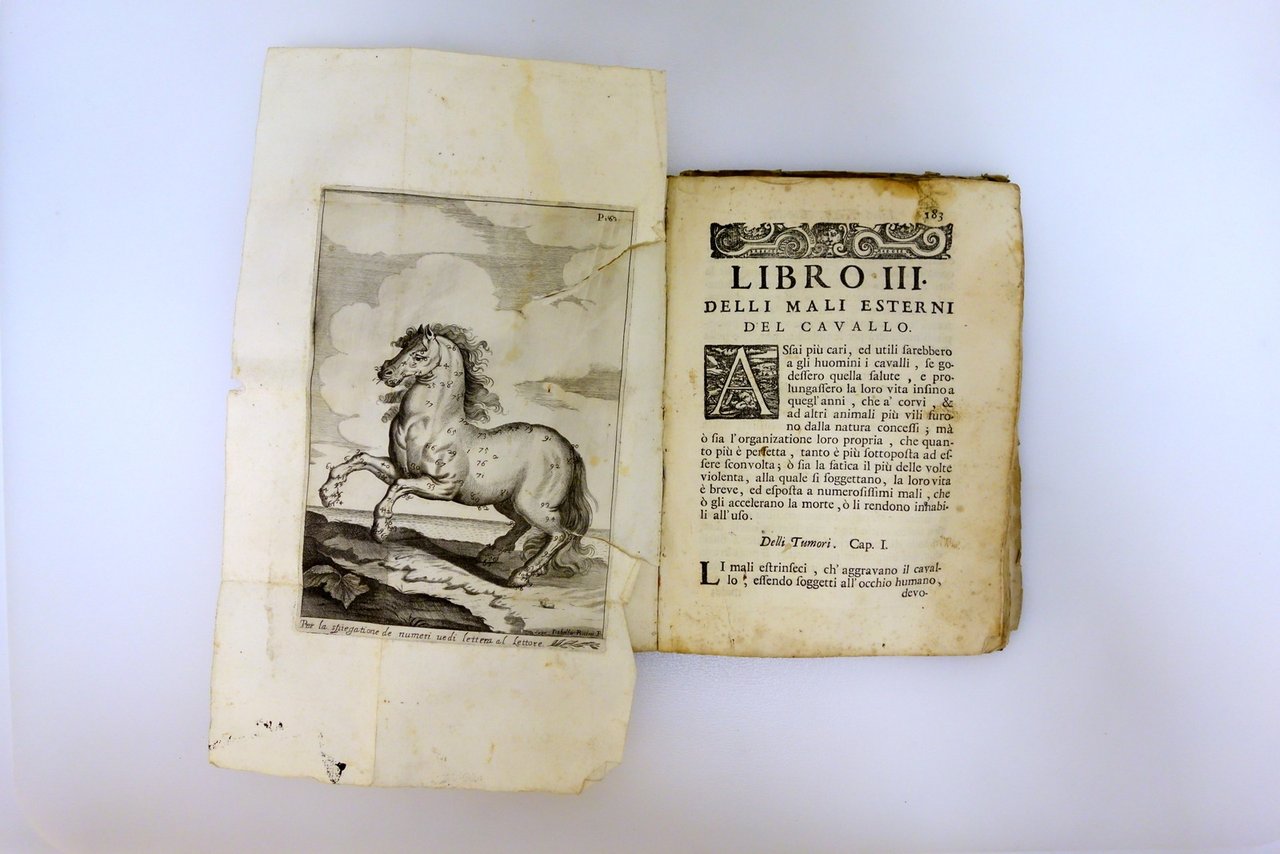 Per la spiegatione de numeri uedi lettera al Lettore.
183
LIBRO III.
DELLI MALI ESTERNI
DEL CAVALLO.
ASſai più cari, ed utili ſarebbero
a gli huomini i cavalli, ſe go-
deſſero quella ſalute, e pro-
lungaſſero la loro vita inſino a
quegl'anni, che a' corvi, &
ad altri animali più vili furo-
no dalla natura conceſſi; mà
ò ſia l'organizatione loro propria, che quan-
to più è perfetta, tanto è più ſottopoſta ad eſ-
ſere ſconvolta; ò ſia la fatica il più delle volte
violenta, alla quale ſi ſoggettano, la loro vita
è breve, ed eſpoſta a numeroſiſſimi mali, che
ò gli accelerano la morte, ò li rendono inhabi-
li all'uſo.
Delli Tumori. Cap. I.
LI mali eſtrinſeci, ch'aggravano il caval-
lo, eſſendo ſoggetti all'occhio humano,
devo-